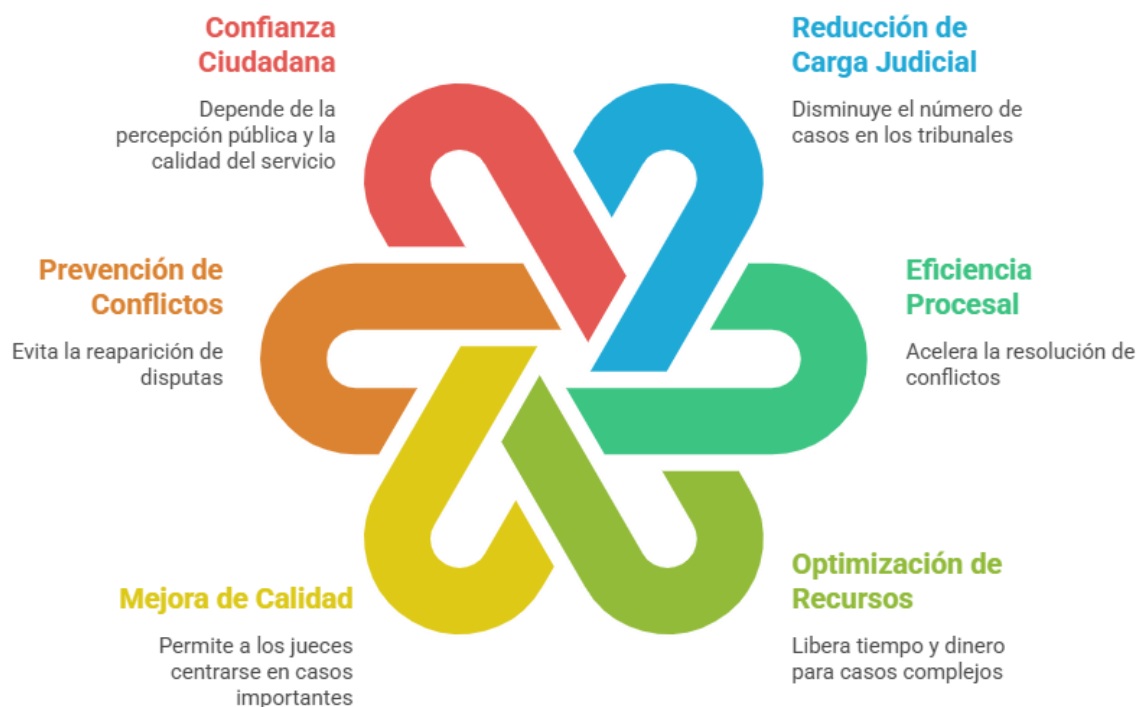 Confianza
Ciudadana
Depende de la
percepción pública y la
calidad del servicio
Reducción de
Carga Judicial
Disminuye el número de
casos en los tribunales
Prevención de
Conflictos
Evita la reaparición de
disputas
Eficiencia
Procesal
Acelera la resolución de
conflictos
Mejora de Calidad
Permite a los jueces
centrarse en casos
importantes
Optimización de
Recursos
Libera tiempo y dinero
para casos complejos